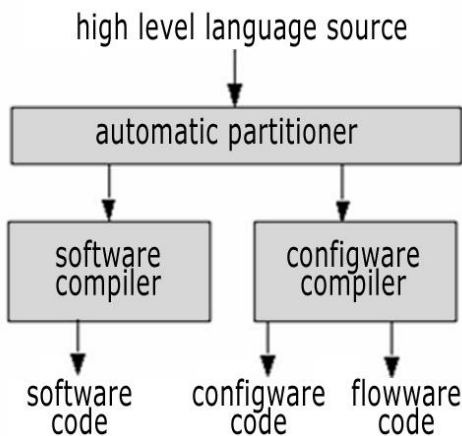 high level language source
automatic partitioner
software
compiler
configware
compiler
software
code
configware
code
flowware
code